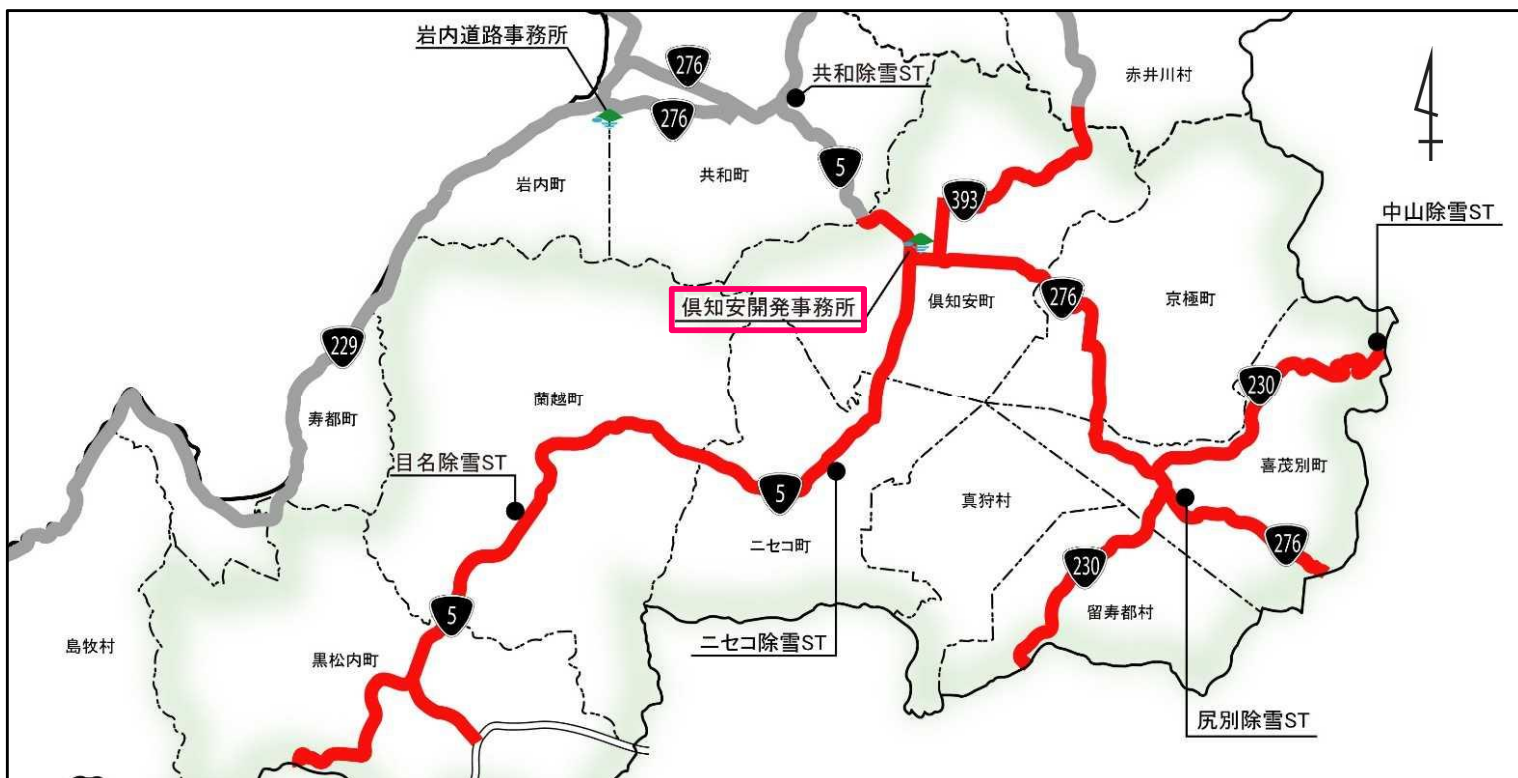 岩内道路事務所
276
共和除雪ST
赤井川村
276
5
岩内町
共和町
393
中山除雪ST
倶知安開発事務所
倶知安町
276
京極町
229
230
蘭越町
寿都町
目名除雪ST
喜茂別町
5
真狩村
ニセコ町
276
230
5
留寿都村
ニセコ除雪ST
島牧村
黒松内町
尻別除雪ST